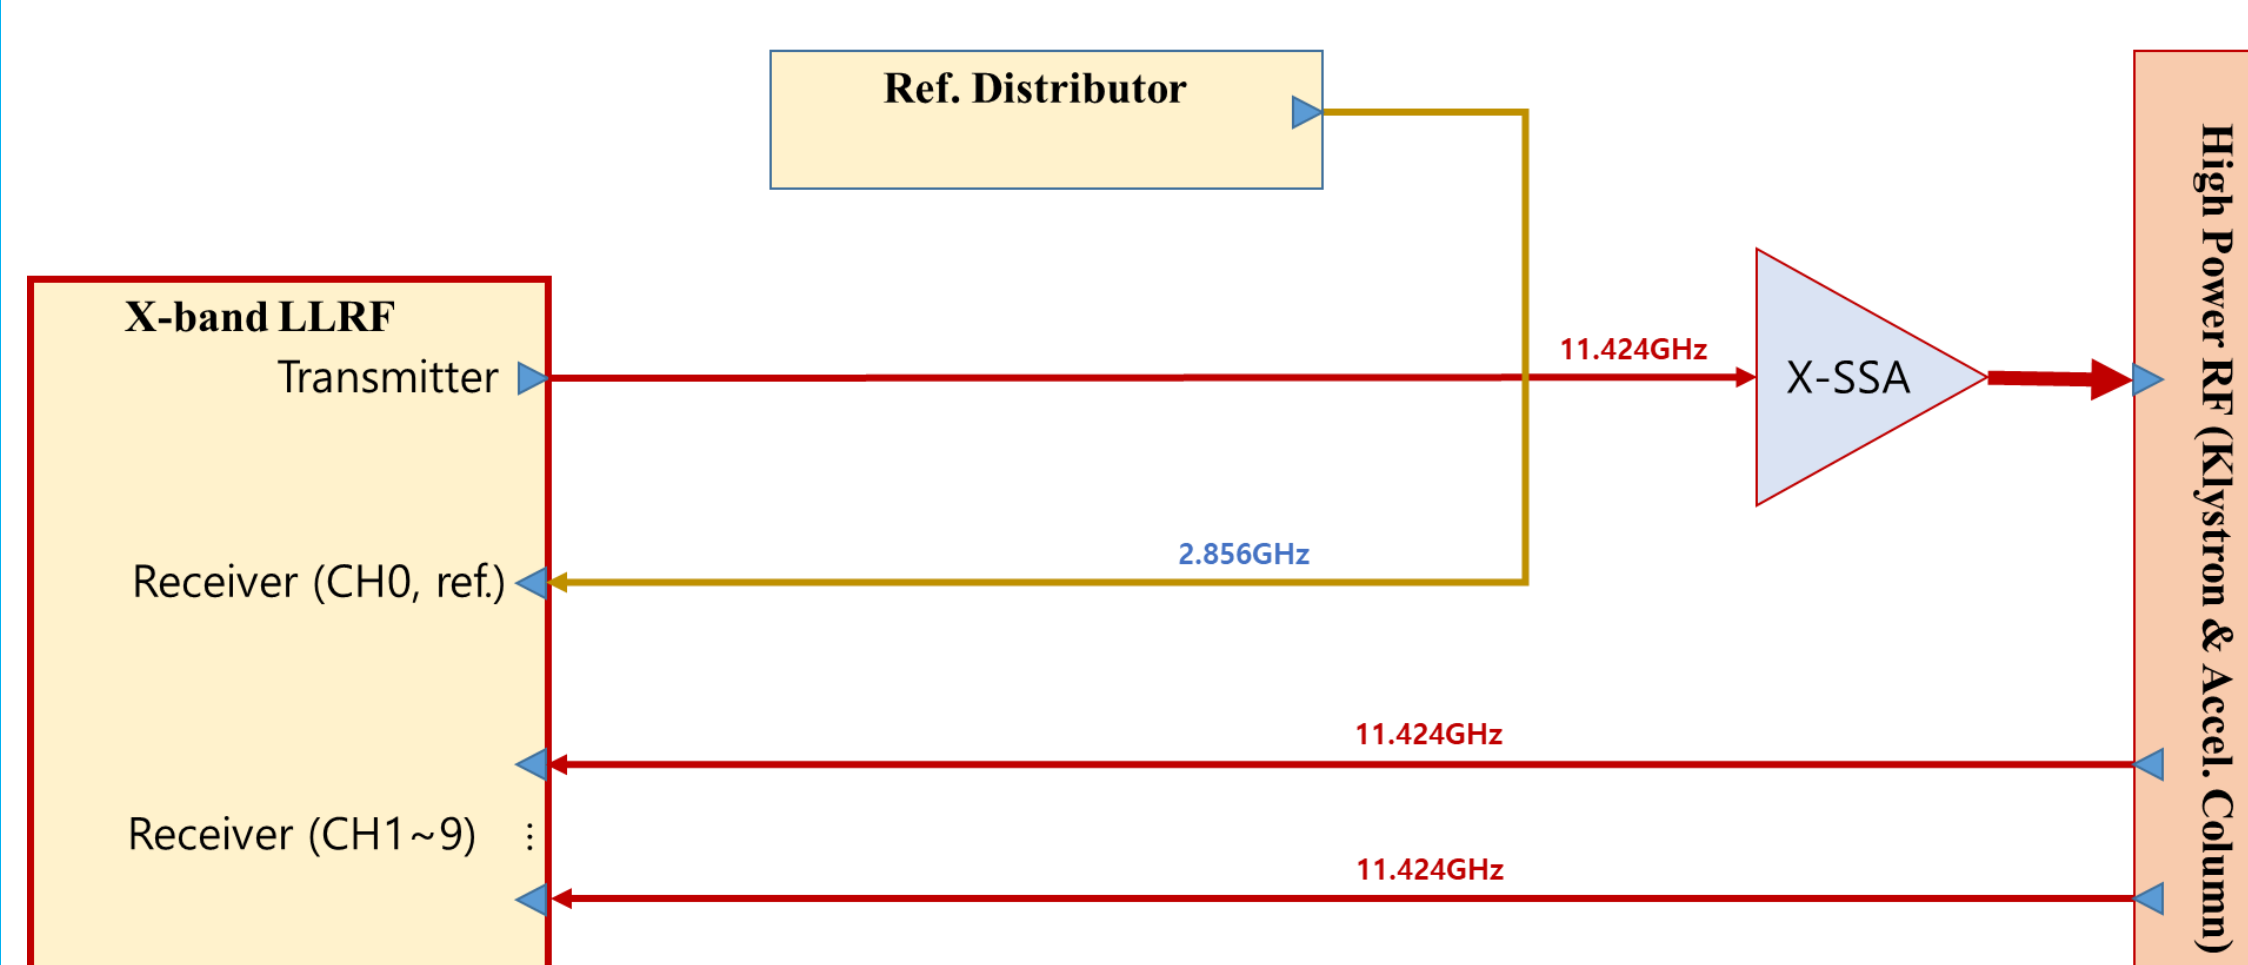 Ref. Distributor
X-band LLRF
Transmitter
11.424GHz
X-SSA
Receiver (CH0, ref.)
2.856GHz
11.424GHz
Receiver (CH1~9)
⋮
11.424GHz
High Power RF (Klystron & Accel. Column)